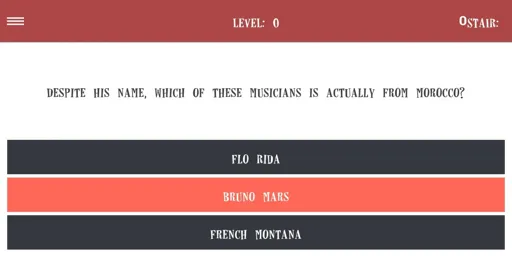 LEVEL: 0
0STAIR:
DESPITE HIS NAME, WHICH OF THESE MUSICIANS IS ACTUALLY FROM MOROCCO?
FLO RIDA
BRUNO MARS
FRENCH MONTANA